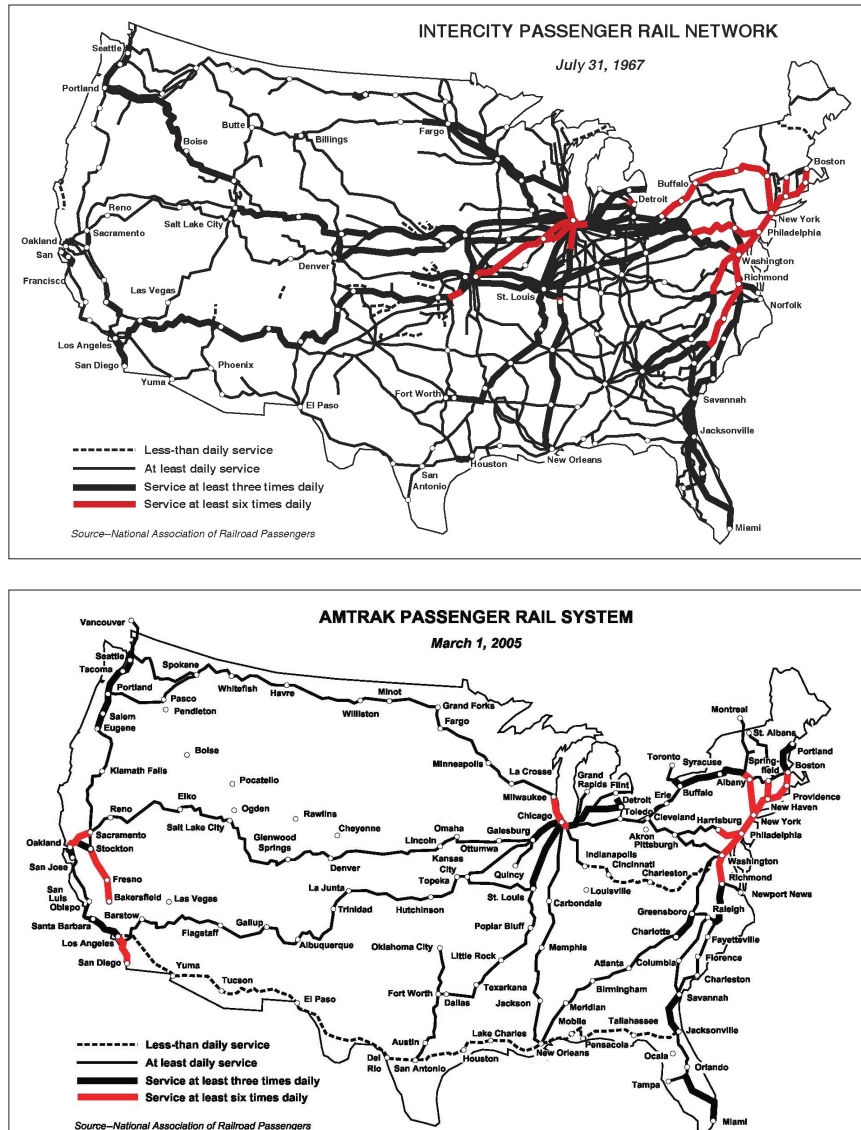 INTERCITY PASSENGER RAIL NETWORK
July 31, 1967
Seattle
Portland
Butte
Billings
Fargo
Boise
Buffalo
Boston
Detroit
Reno
Salt Lake City
New York
Philadelphia
Oakland
Sacramento
San
Francisco
Denver
Washington
Richmond
Las Vegas
St. Louis
Norfolk
Los Angeles
San Diego
Phoenix
Yuma
Fort Worth
El Paso
Savannah
Jacksonville
Houston
New Orleans
San
Antonio
Miami
Less-than daily service
At least daily service
Service at least three times daily
Service at least six times daily
Source--National Association of Railroad Passengers
AMTRAK PASSENGER RAIL SYSTEM
March 1, 2005
Vancouver
Seattle
Tacoma
Spokane
Whitefish
Havre
Minot
Williston
Grand Forks
Fargo
Portland
Pasco
Pendleton
Salem
Eugene
Montreal
St. Albans
Portland
Boston
Toronto
Syracuse
Spring-
field
Albany
Boise
Minneapolis
La Crosse
Grand
Rapids
Flint
Milwaukee
Detroit
Buffalo
Erie
Providence
New Haven
Klamath Falls
Pocatello
Elko
Ogden
Rawlins
Chicago
Toledo
Cleveland
Harrisburg
New York
Reno
Salt Lake City
Cheyenne
Omaha
Galesburg
Akron
Pittsburgh
Philadelphia
Oakland
Sacramento
Stockton
Glenwood
Springs
Denver
Lincoln
Ottumwa
Kansas
City
Indianapolis
Cincinnati
Charleston
Washington
San Jose
Fresno
Topeka
Quincy
Louisville
Richmond
Newport News
San
Luis
Obispo
Bakersfield
Las Vegas
La Junta
Trinidad
Hutchinson
St. Louis
Carbondale
Greensboro
Raleigh
Santa Barbara
Barstow
Gallup
Flagstaff
Albuquerque
Poplar Bluff
Charlotte
Fayetteville
Los Angeles
Oklahoma City
Little Rock
Memphis
Atlanta
Columbia
Florence
San Diego
Yuma
Tucson
Birmingham
Charleston
El Paso
Fort Worth
Dallas
Texarkana
Jackson
Meridian
Savannah
Austin
Lake Charles
Mobile
Tallahassee
Jacksonville
Del
Rio
San Antonio
Houston
New Orleans
Pensacola
Ocala
Orlando
Tampa
Miami
Less-than daily service
At least daily service
Service at least three times daily
Service at least six times daily
Source--National Association of Railroad Passengers